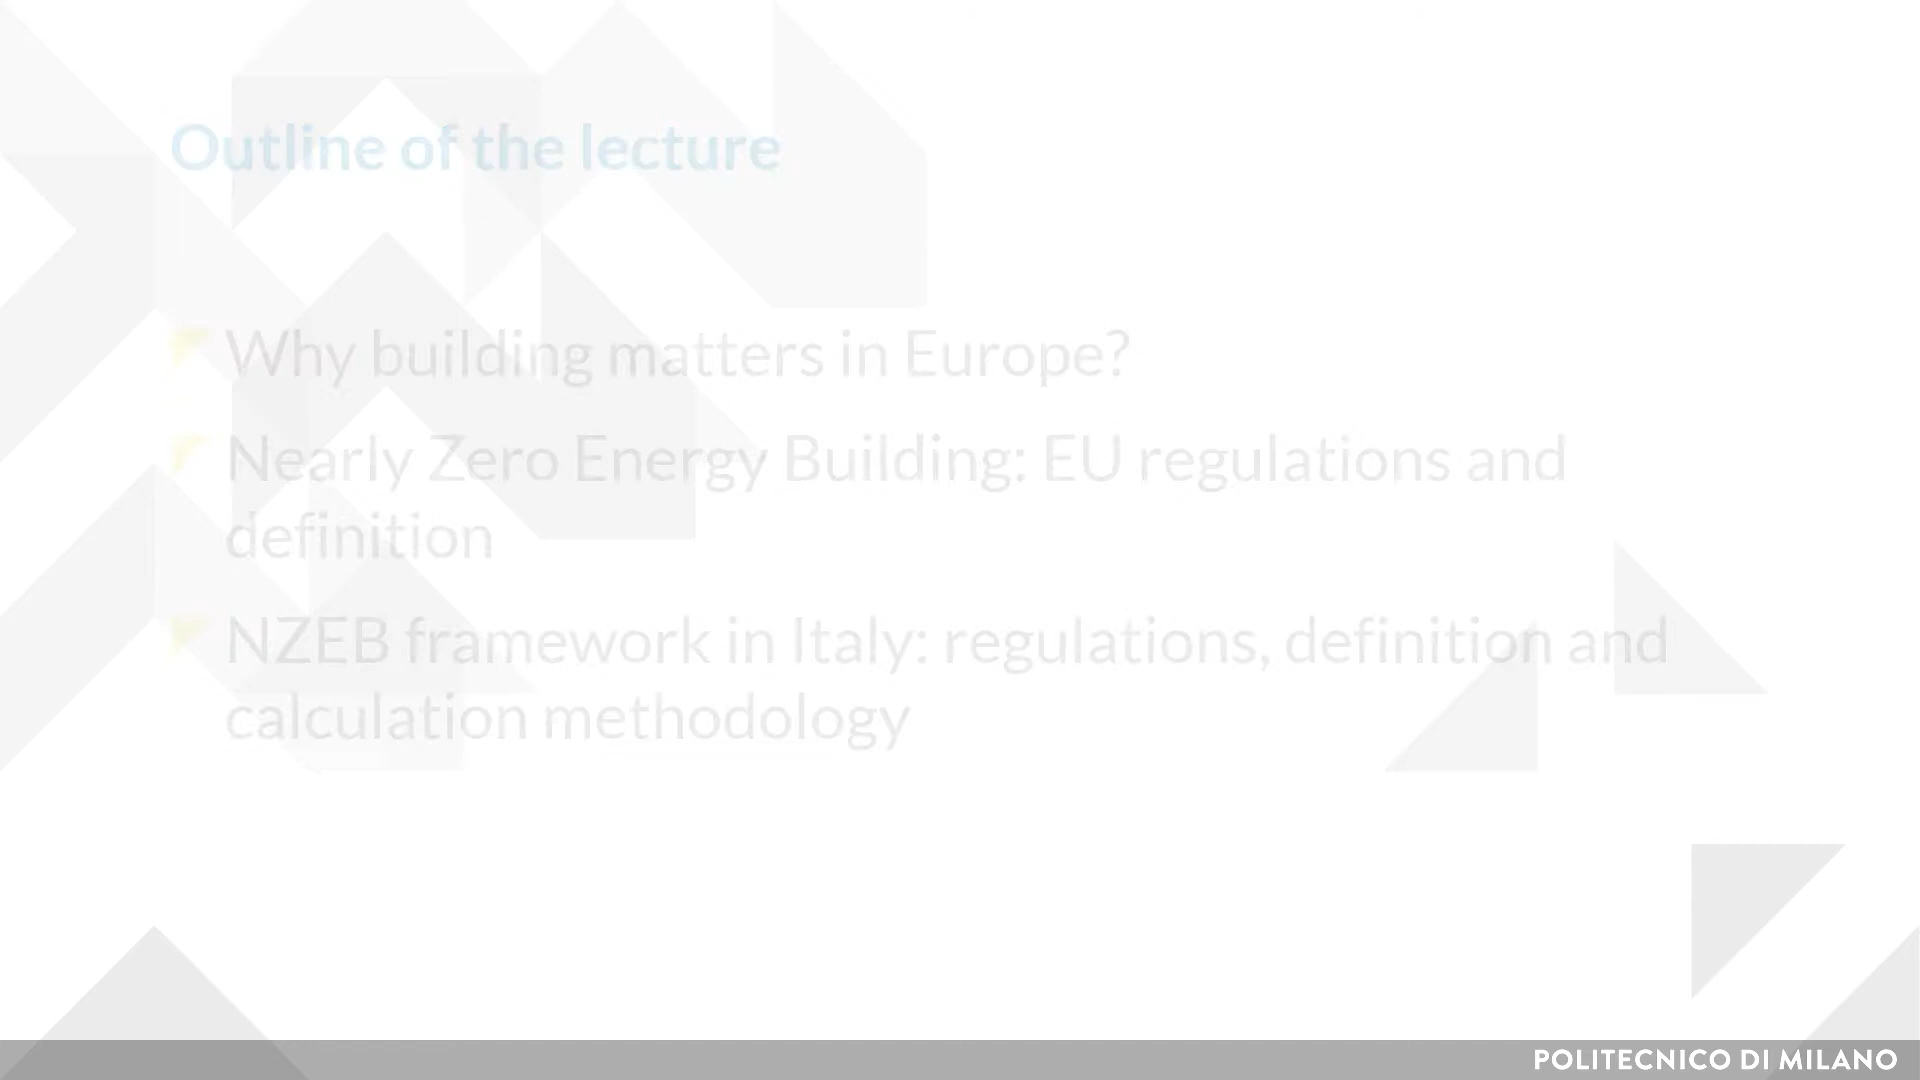 Outline of the lecture
Why building matters in Europe?
Nearly Zero Energy Building: EU regulations and
definition
NZEB framework in Italy: regulations, definition and
calculation methodology
POLITECNICO DI MILANO